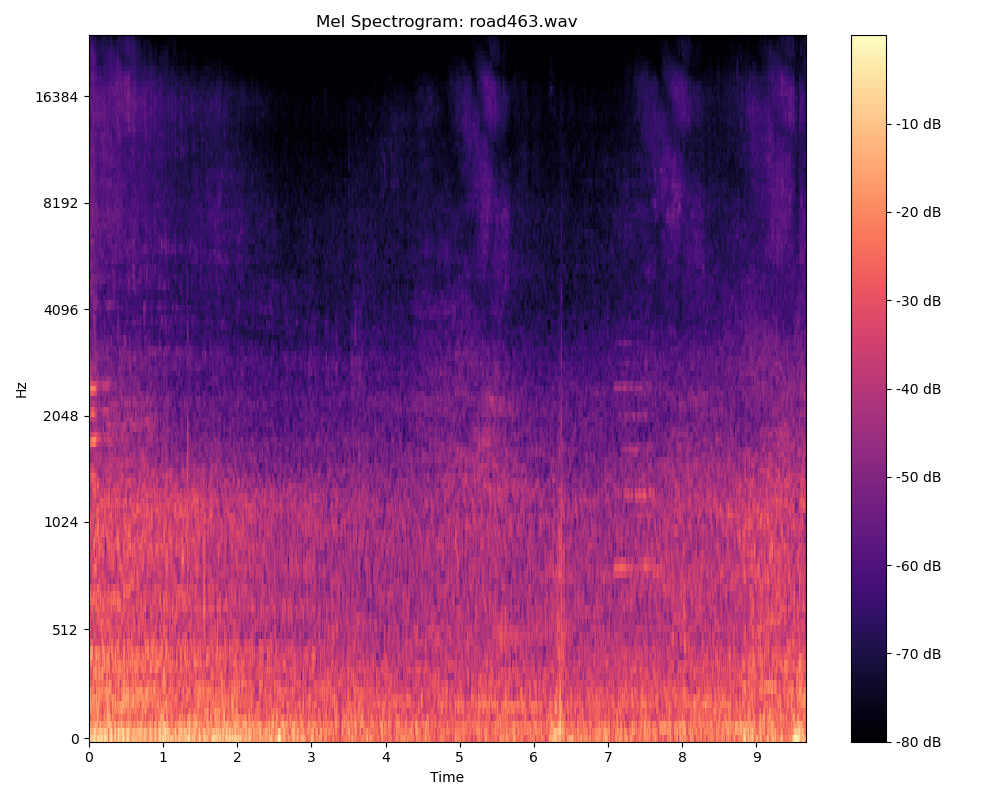 Mel Spectrogram: road463.wav
16384
8192
4096
2048
1024
512
0
Hz
0 1 2 3 4 5 6 7 8 9
Time
-10 dB
-20 dB
-30 dB
-40 dB
-50 dB
-60 dB
-70 dB
-80 dB